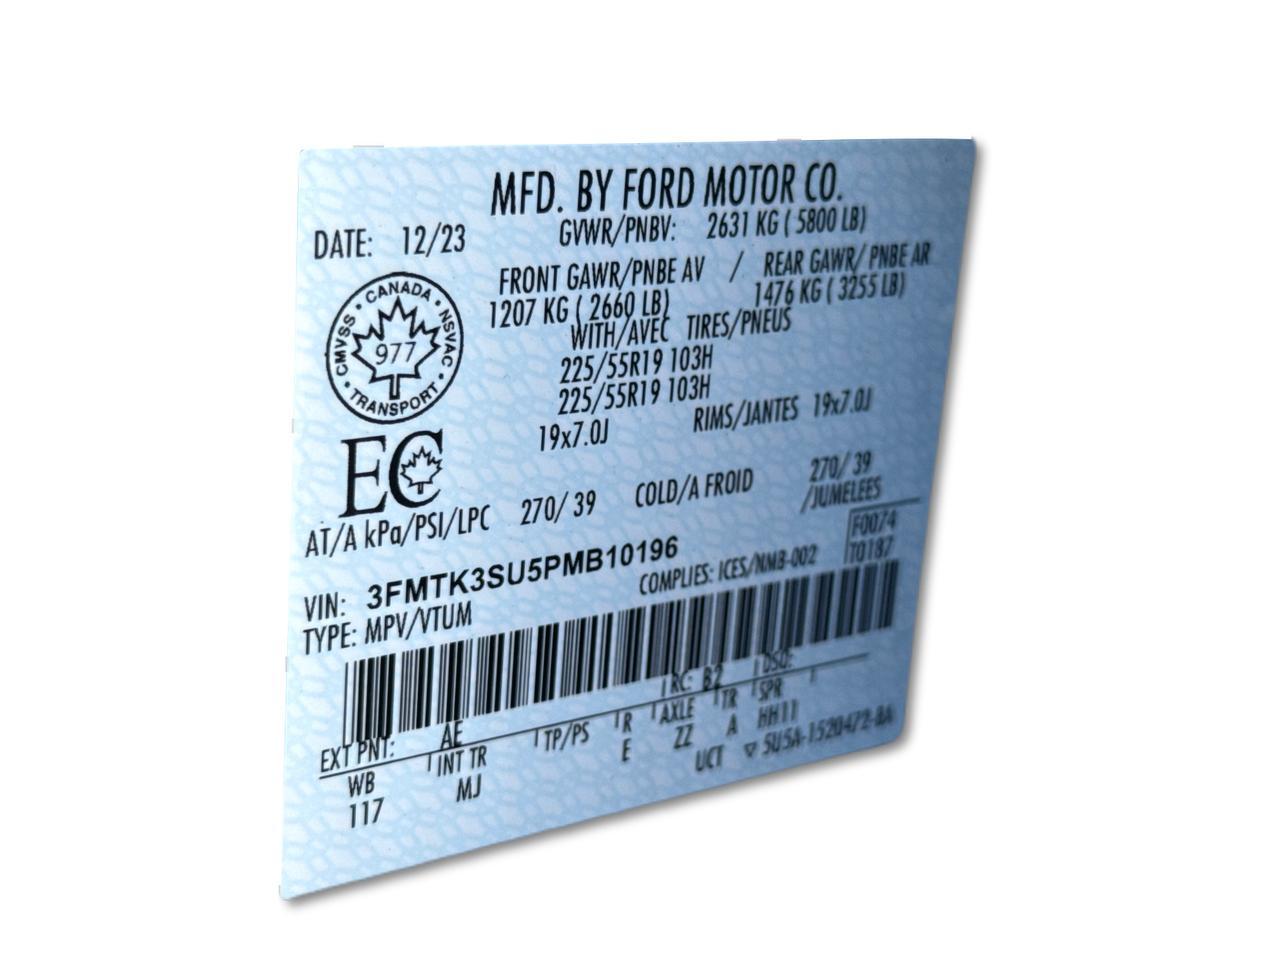 MFD. BY FORD MOTOR CO.
DATE: 12/23
GVWR/PNBV: 2631 KG ( 5800 LB)
FRONT GAWR/PNBE AV / REAR GAWR/ PNBE AR
1207 KG ( 2660 LB) 1476 KG ( 3255 LB)
WITH/AVEC TIRES/PNEUS
225/55R19 103H
225/55R19 103H
19x7.0J RIMS/JANTES 19x7.0J
CMVSS • CANADA • NSVAC • TRANSPORT •
977
EC
AT/A kPa/PSI/LPC 270/ 39 COLD/A FROID 270/ 39
/JUMELEES
VIN: 3FMTK3SU5PMB10196
COMPLIES: ICES/NMB-002
F0074
T0187
TYPE: MPV/VTUM
RC: B2 DSO:
EXT PNT: AE
WB INT TR TP/PS R AXLE TR SPR
117 MJ E ZZ A HH11
UCT ▽ 5U5A-1520472-BA